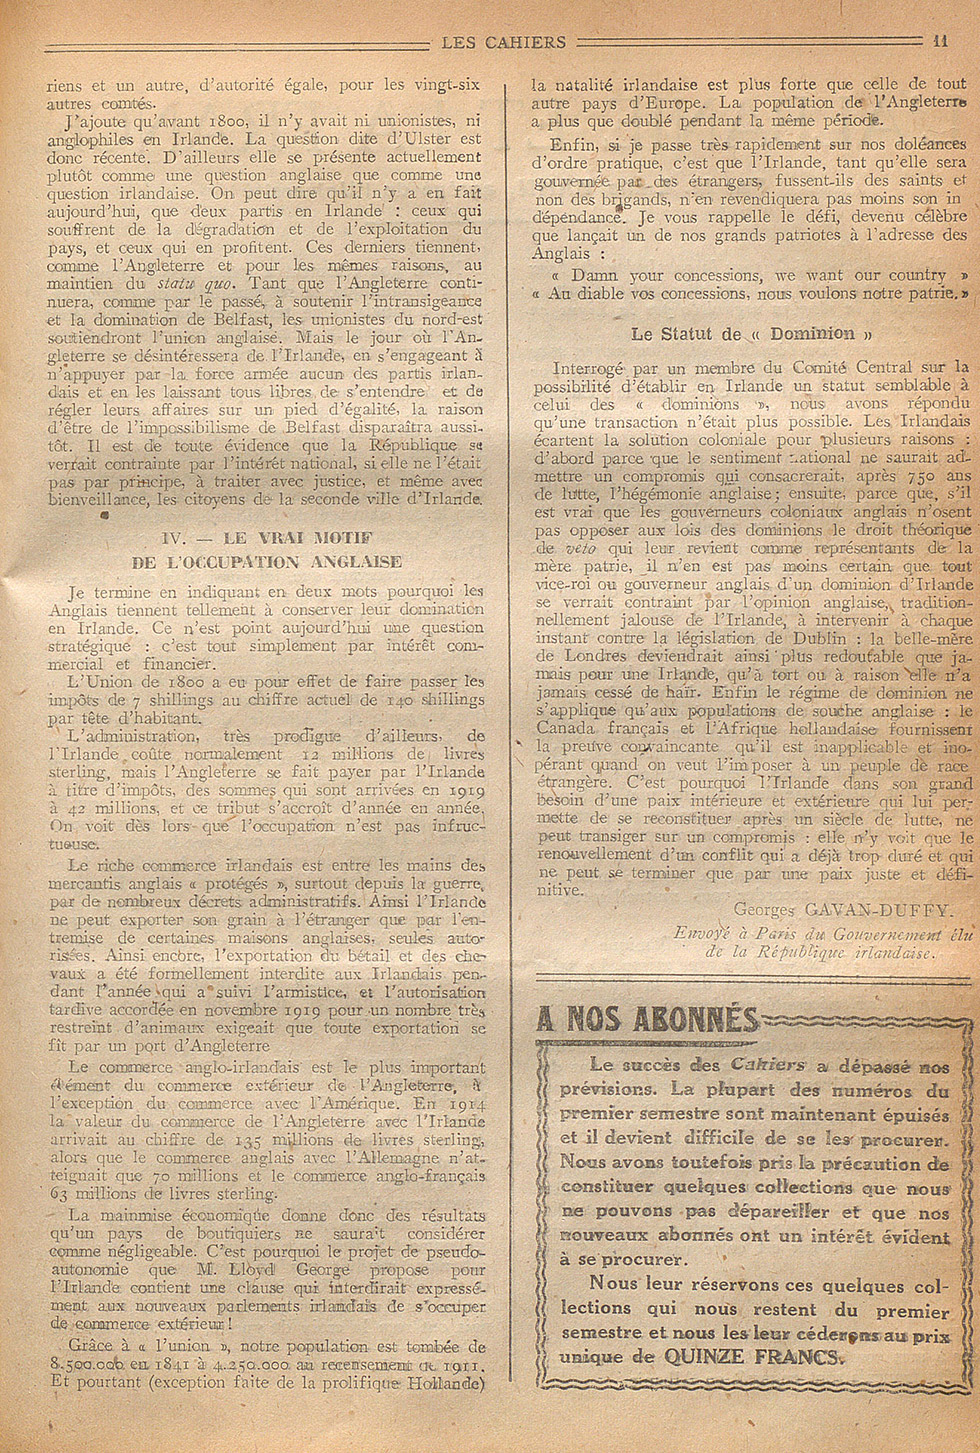 LES CAHIERS
11
riens et un autre, d'autorité égale, pour les vingt-six
autres comtés.
J'ajoute qu'avant 1800, il n'y avait ni unionistes, ni
anglophiles en Irlande. La question dite d'Ulster est
donc récente. D'ailleurs elle se présente actuellement
plutôt comme une question anglaise que comme une
question irlandaise. On peut dire qu'il n'y a en fait
aujourd'hui, que deux partis en Irlande : ceux qui
souffrent de la dégradation et de l'exploitation du
pays, et ceux qui en profitent. Ces derniers tiennent,
comme l'Angleterre et pour les mêmes raisons, au
maintien du statu quo. Tant que l'Angleterre conti-
nuera, comme par le passé, à soutenir l'intransigeance
et la domination de Belfast, les unionistes du nord-est
soutiendront l'union anglaise. Mais le jour où l'An-
gleterre se désintéressera de l'Irlande, en s'engageant à
n'appuyer par la force armée aucun des partis irlan-
dais et en les laissant tous libres de s'entendre et de
régler leurs affaires sur un pied d'égalité, la raison
d'être de l'impossibilisme de Belfast disparaîtra aussi-
tôt. Il est de toute évidence que la République se
verrait contrainte par l'intérêt national, si elle ne l'était
pas par principe, à traiter avec justice, et même avec
bienveillance, les citoyens de la seconde ville d'Irlande.
IV. — LE VRAI MOTIF
DE L'OCCUPATION ANGLAISE
Je termine en indiquant en deux mots pourquoi les
Anglais tiennent tellement à conserver leur domination
en Irlande. Ce n'est point aujourd'hui une question
stratégique : c'est tout simplement par intérêt com-
mercial et financier.
L'Union de 1800 a eu pour effet de faire passer les
impôts de 7 shillings au chiffre actuel de 140 shillings
par tête d'habitant.
L'administration, très prodigue d'ailleurs, de
l'Irlande coûte normalement 12 millions de livres
sterling, mais l'Angleterre se fait payer par l'Irlande
à titre d'impôts, des sommes qui sont arrivées en 1919
à 42 millions, et ce tribut s'accroît d'année en année.
On voit dès lors que l'occupation n'est pas infruc-
tueuse.
Le riche commerce irlandais est entre les mains des
mercantis anglais « protégés », surtout depuis la guerre,
par de nombreux décrets administratifs. Ainsi l'Irlande
ne peut exporter son grain à l'étranger que par l'en-
tremise de certaines maisons anglaises, seules auto-
risées. Ainsi encore, l'exportation du bétail et des che-
vaux a été formellement interdite aux Irlandais pen-
dant l'année qui a suivi l'armistice, et l'autorisation
tardive accordée en novembre 1919 pour un nombre très
restreint d'animaux exigeait que toute exportation se
fit par un port d'Angleterre
Le commerce anglo-irlandais est le plus important
élément du commerce extérieur de l'Angleterre, à
l'exception du commerce avec l'Amérique. En 1914
la valeur du commerce de l'Angleterre avec l'Irlande
arrivait au chiffre de 135 millions de livres sterling,
alors que le commerce anglais avec l'Allemagne n'at-
teignait que 70 millions et le commerce anglo-français
63 millions de livres sterling.
La mainmise économique donne donc des résultats
qu'un pays de boutiquiers ne saurait considérer
comme négligeable. C'est pourquoi le projet de pseudo-
autonomie que M. Lloyd George propose pour
l'Irlande contient une clause qui interdirait expressé-
ment aux nouveaux parlements irlandais de s'occuper
de commerce extérieur !
Grâce à « l'union », notre population est tombée de
8.500.000 en 1841 à 4.250.000 au recensement de 1911.
Et pourtant (exception faite de la prolifique Hollande)
la natalité irlandaise est plus forte que celle de tout
autre pays d'Europe. La population de l'Angleterre
a plus que doublé pendant la même période.
Enfin, si je passe très rapidement sur nos doléances
d'ordre pratique, c'est que l'Irlande, tant qu'elle sera
gouvernée par des étrangers, fussent-ils des saints et
non des brigands, n'en revendiquera pas moins son in
dépendance. Je vous rappelle le défi, devenu célèbre
que lançait un de nos grands patriotes à l'adresse des
Anglais :
« Damn your concessions, we want our country »
« Au diable vos concessions, nous voulons notre patrie. »
Le Statut de « Dominion »
Interrogé par un membre du Comité Central sur la
possibilité d'établir en Irlande un statut semblable à
celui des « dominions », nous avons répondu
qu'une transaction n'était plus possible. Les Irlandais
écartent la solution coloniale pour plusieurs raisons :
d'abord parce que le sentiment national ne saurait ad-
mettre un compromis qui consacrerait, après 750 ans
de lutte, l'hégémonie anglaise ; ensuite, parce que, s'il
est vrai que les gouverneurs coloniaux anglais n'osent
pas opposer aux lois des dominions le droit théorique
de veto qui leur revient comme représentants de la
mère patrie, il n'en est pas moins certain que tout
vice-roi ou gouverneur anglais d'un dominion d'Irlande
se verrait contraint par l'opinion anglaise, tradition-
nellement jalouse de l'Irlande, à intervenir à chaque
instant contre la législation de Dublin : la belle-mère
de Londres deviendrait ainsi plus redoutable que ja-
mais pour une Irlande, qu'à tort ou à raison elle n'a
jamais cessé de haïr. Enfin le régime de dominion ne
s'applique qu'aux populations de souche anglaise : le
Canada français et l'Afrique hollandaise fournissent
la preuve convaincante qu'il est inapplicable et ino-
pérant quand on veut l'imposer à un peuple de race
étrangère. C'est pourquoi l'Irlande dans son grand
besoin d'une paix intérieure et extérieure qui lui per-
mette de se reconstituer après un siècle de lutte, ne
peut transiger sur un compromis : elle n'y voit que le
renouvellement d'un conflit qui a déjà trop duré et qui
ne peut se terminer que par une paix juste et défi-
nitive.
Georges GAVAN-DUFFY.
Envoyé à Paris du Gouvernement élu
de la République irlandaise.
A NOS ABONNÉS
Le succès des Cahiers a dépassé nos
prévisions. La plupart des numéros du
premier semestre sont maintenant épuisés
et il devient difficile de se les procurer.
Nous avons toutefois pris la précaution de
constituer quelques collections que nous
ne pouvons pas dépareiller et que nos
nouveaux abonnés ont un intérêt évident
à se procurer.
Nous leur réservons ces quelques col-
lections qui nous restent du premier
semestre et nous les leur céderons au prix
unique de QUINZE FRANCS.